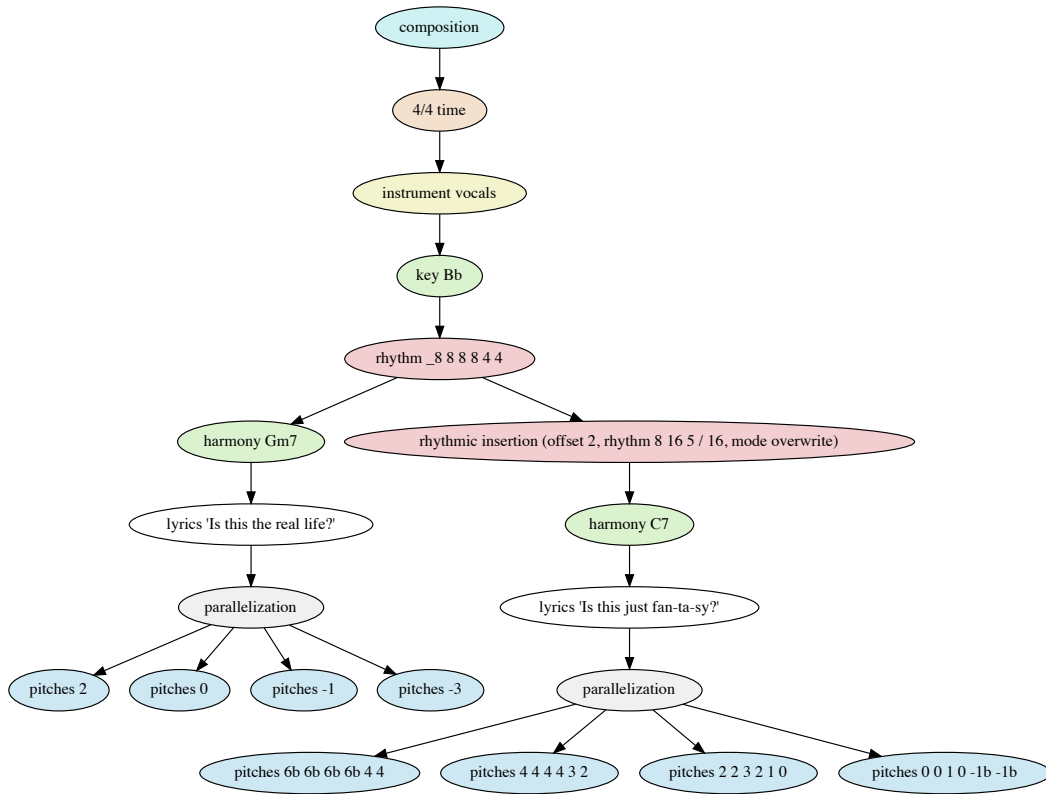 composition
4/4 time
instrument vocals
key Bb
rhythm _8 8 8 8 4 4
harmony Gm7
rhythmic insertion (offset 2, rhythm 8 16 5 / 16, mode overwrite)
lyrics 'Is this the real life?'
harmony C7
parallelization
lyrics 'Is this just fan-ta-sy?'
pitches 2
pitches 0
pitches -1
pitches -3
parallelization
pitches 6b 6b 6b 6b 4 4
pitches 4 4 4 4 3 2
pitches 2 2 3 2 1 0
pitches 0 0 1 0 -1b -1b